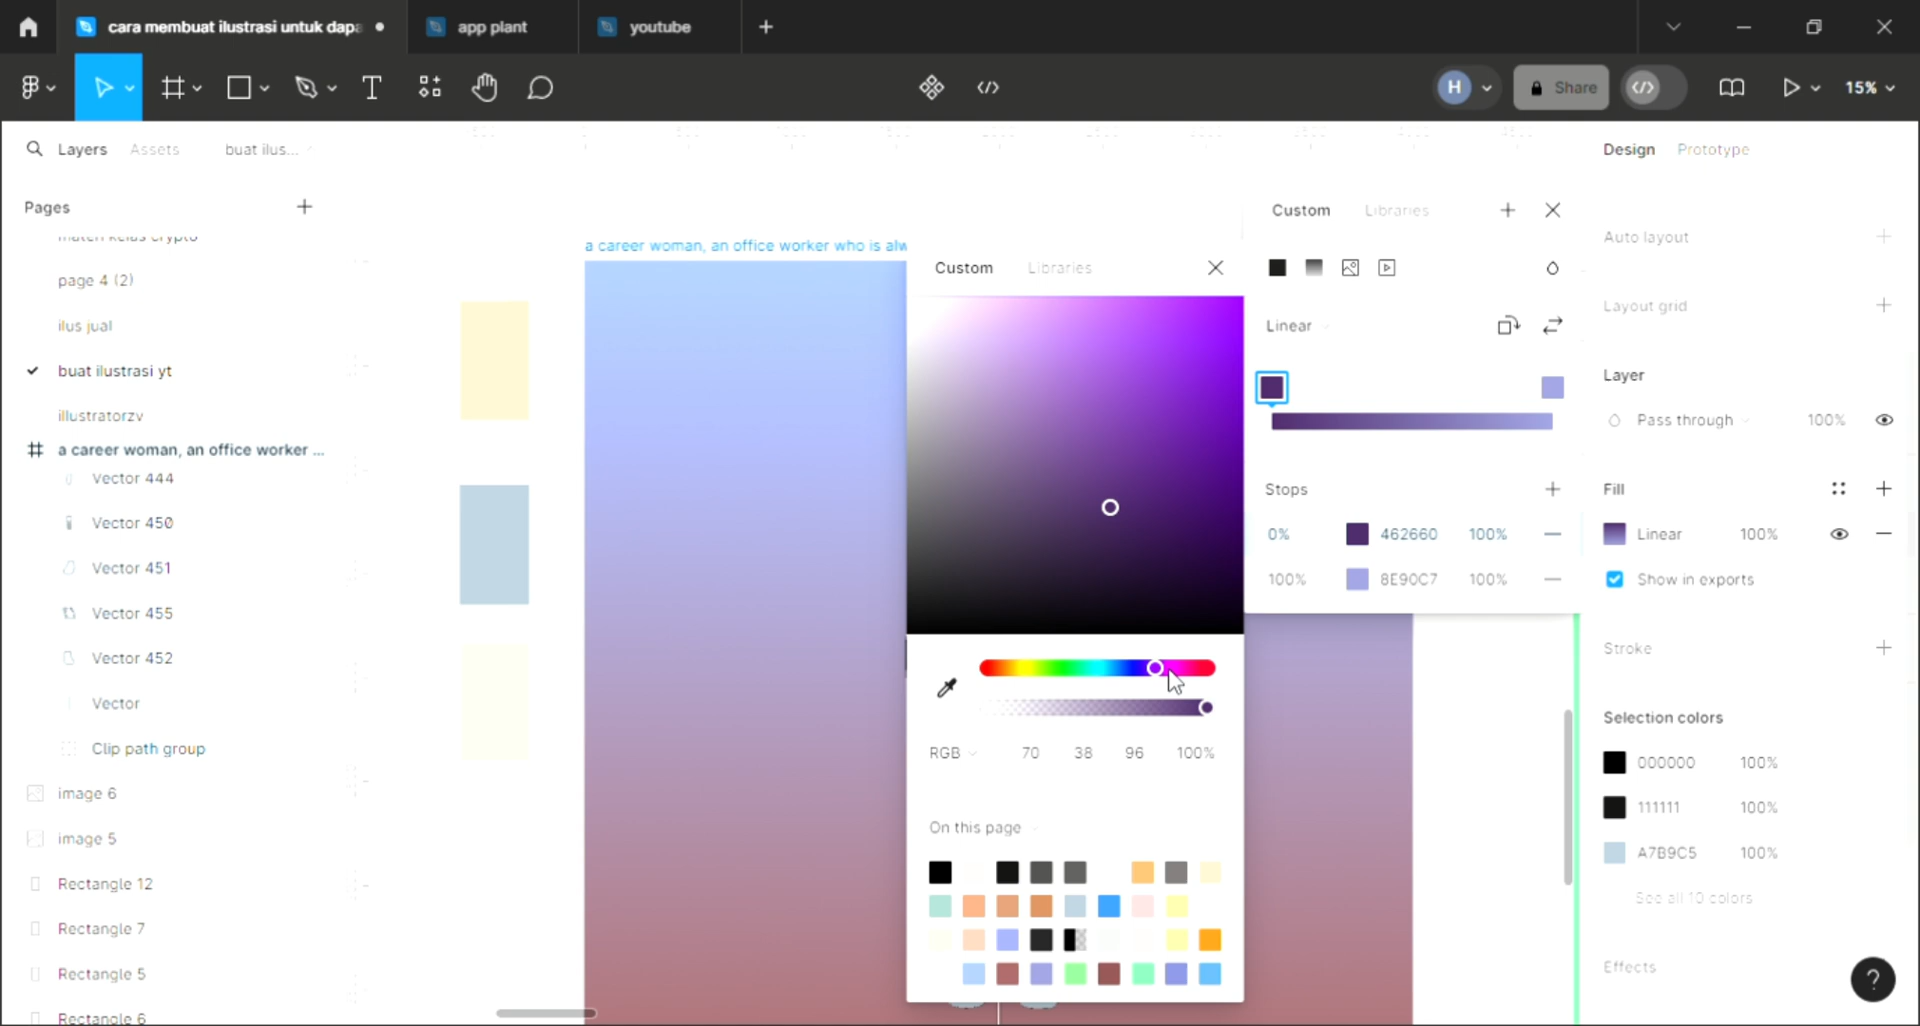 cara membuat ilustrasi untuk dapa
app plant
youtube
H
Share
15%
Layers
Assets
buat ilus...
Design
Prototype
Pages
page 4 (2)
ilus jual
buat ilustrasi yt
illustratorzv
a career woman, an office worker ...
Vector 444
Vector 450
Vector 451
Vector 455
Vector 452
Vector
Clip path group
image 6
image 5
Rectangle 12
Rectangle 7
Rectangle 5
Rectangle 6
a career woman, an office worker who is alw
Custom
Libraries
RGB
70
38
96
100%
On this page
Custom
Libraries
Linear
Stops
0%
462660
100%
100%
8E90C7
100%
Auto layout
Layout grid
Layer
Pass through
100%
Fill
Linear
100%
Show in exports
Stroke
Selection colors
000000
100%
111111
100%
A7B9C5
100%
See all 10 colors
Effects
?